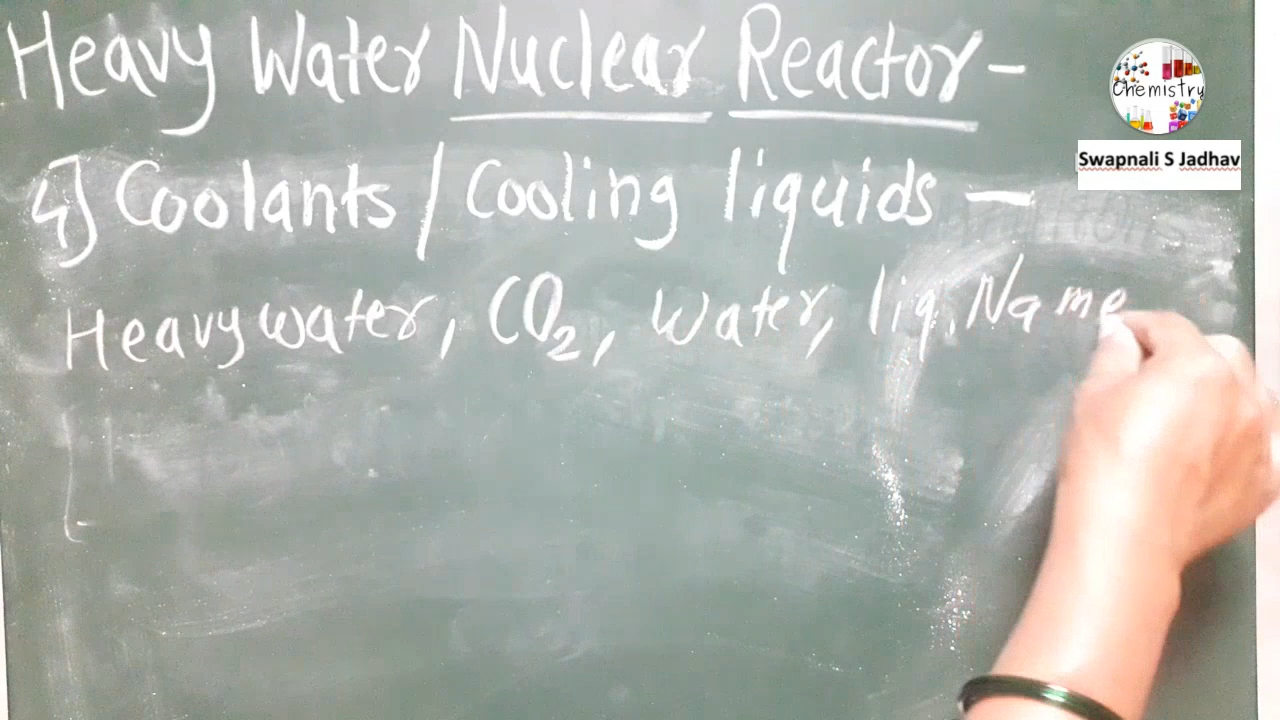 Heavy Water Nuclear Reactor -
4] Coolants / Cooling liquids -
Heavy water, CO₂, Water, liq. Na me
Chemistry
Swapnali S Jadhav